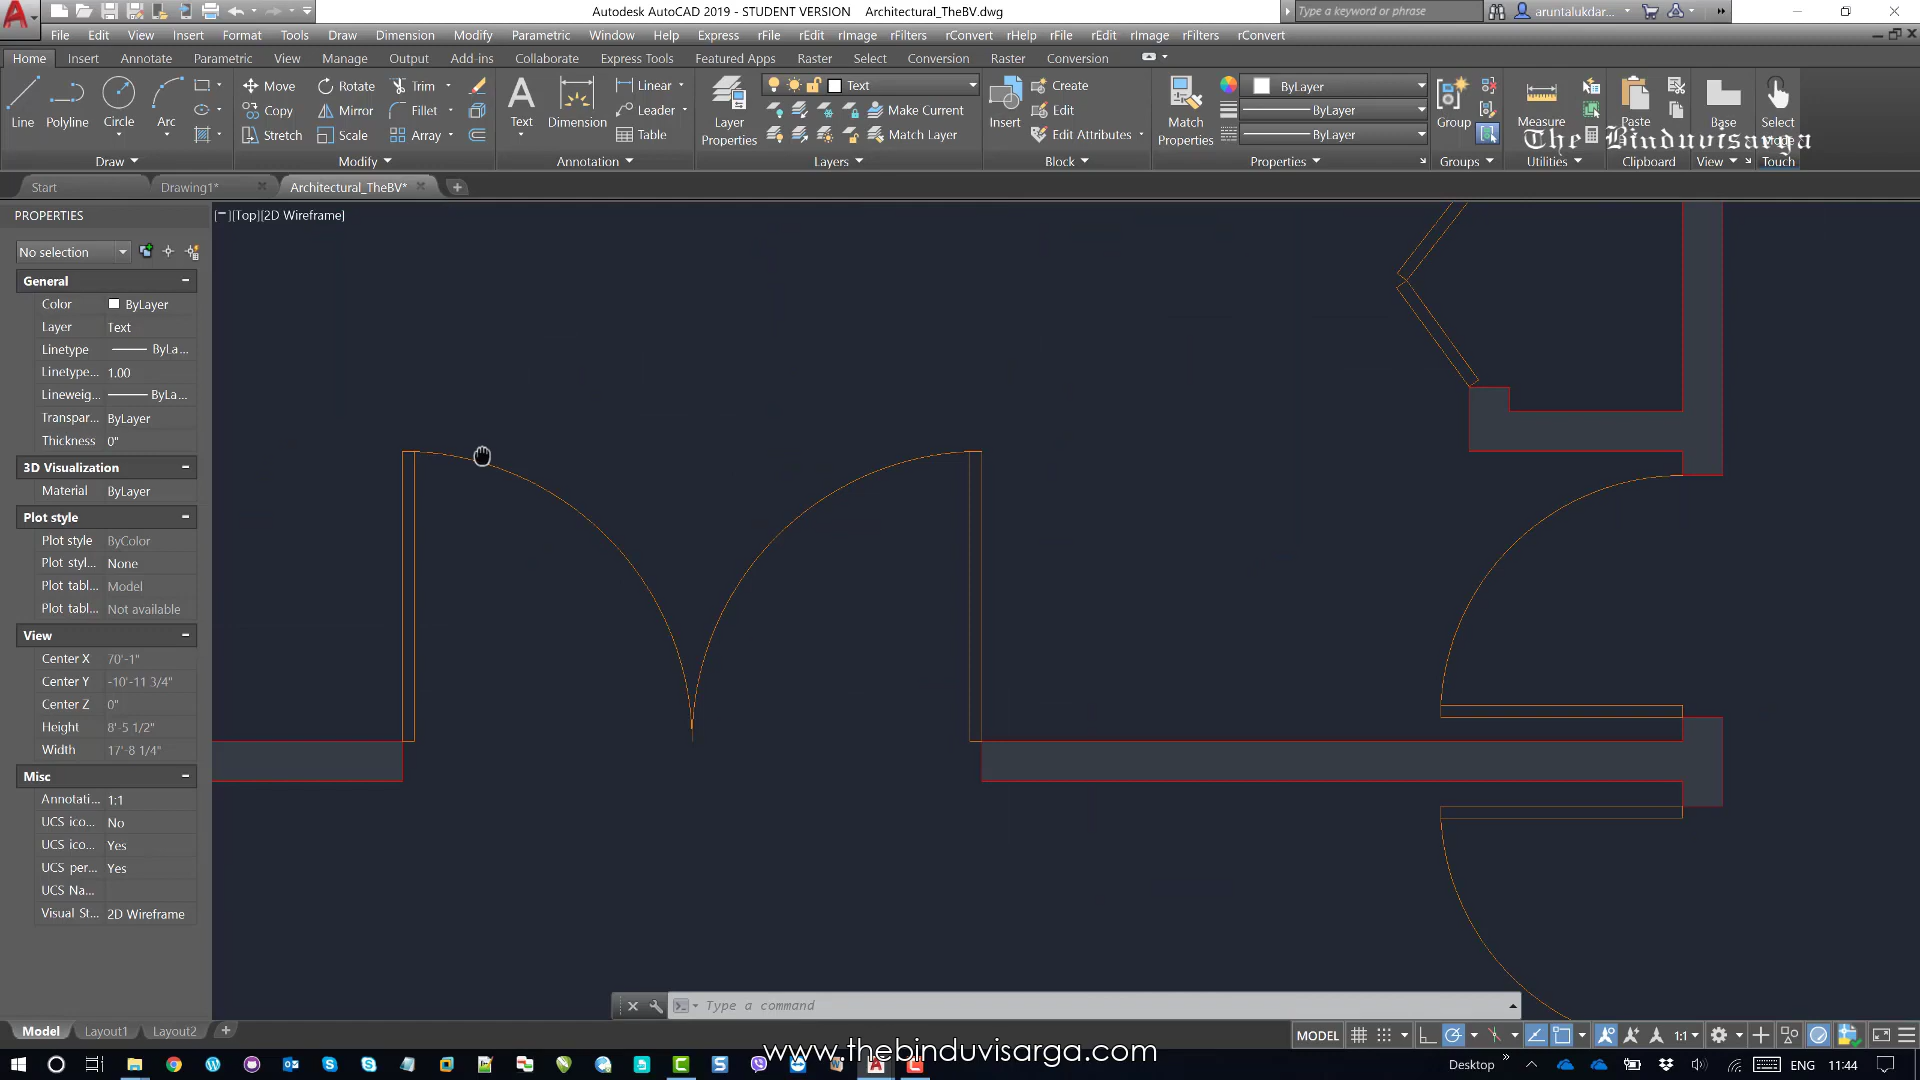 Autodesk AutoCAD 2019 - STUDENT VERSION Architectural_TheBV.dwg
Type a keyword or phrase
aruntalukdar...
File Edit View Insert Format Tools Draw Dimension Modify Parametric Window Help Express rFile rEdit rImage rFilters rConvert rHelp rFile rEdit rImage rFilters rConvert
Home Insert Annotate Parametric View Manage Output Add-ins Collaborate Express Tools Featured Apps Raster Select Conversion Raster Conversion
Line Polyline Circle Arc
Move Rotate Trim
Copy Mirror Fillet
Stretch Scale Array
Text Dimension
Linear
Leader
Table
Layer Properties
Text
Make Current
Match Layer
Insert
Create
Edit
Edit Attributes
Match Properties
ByLayer
ByLayer
ByLayer
Group
Measure
Paste
Base
Select Mode
The Binduvisarga
Draw Modify Annotation Layers Block Properties Groups Utilities Clipboard View Touch
Start Drawing1* Architectural_TheBV*
PROPERTIES
[−][Top][2D Wireframe]
No selection
General
Color ByLayer
Layer Text
Linetype ByLa...
Linetype... 1.00
Lineweig... ByLa...
Transpar... ByLayer
Thickness 0"
3D Visualization
Material ByLayer
Plot style
Plot style ByColor
Plot styl... None
Plot tabl... Model
Plot tabl... Not available
View
Center X 70'-1"
Center Y -10'-11 3/4"
Center Z 0"
Height 8'-5 1/2"
Width 17'-8 1/4"
Misc
Annotati... 1:1
UCS ico... No
UCS ico... Yes
UCS per... Yes
UCS Na...
Visual St... 2D Wireframe
Type a command
Model Layout1 Layout2
MODEL
1:1
www.thebinduvisarga.com
Desktop
ENG 11:44